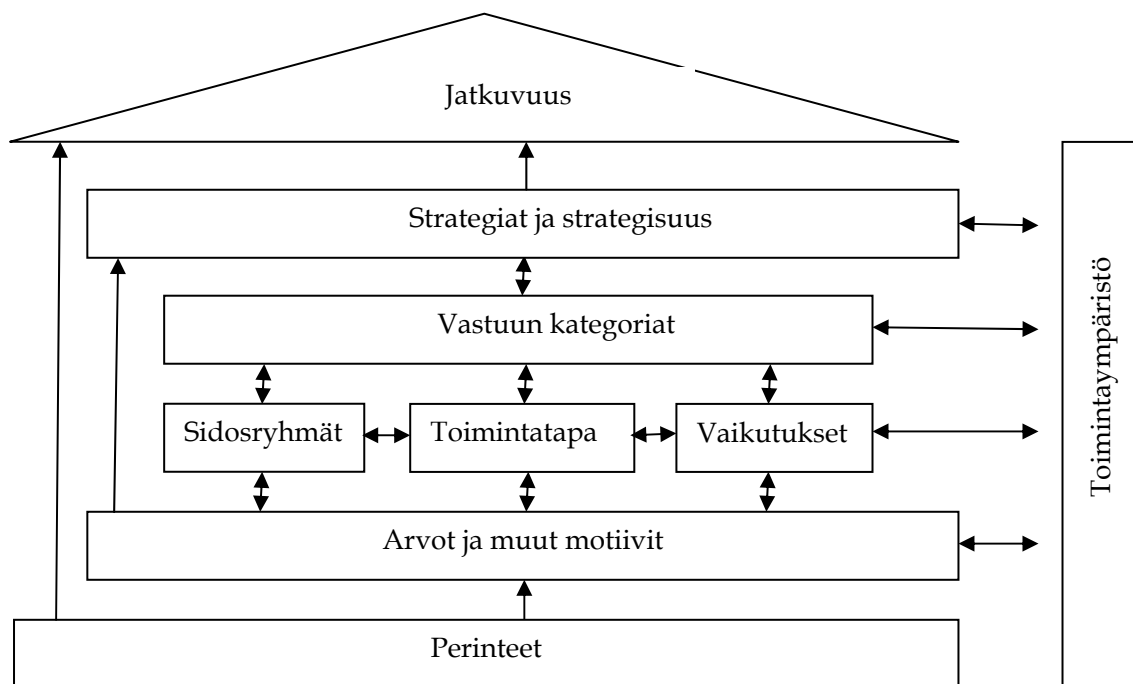 Jatkuvuus
Strategiat ja strategisuus
Vastuun kategoriat
Sidosryhmät
Toimintatapa
Vaikutukset
Arvot ja muut motiivit
Perinteet
Toimintaympäristö